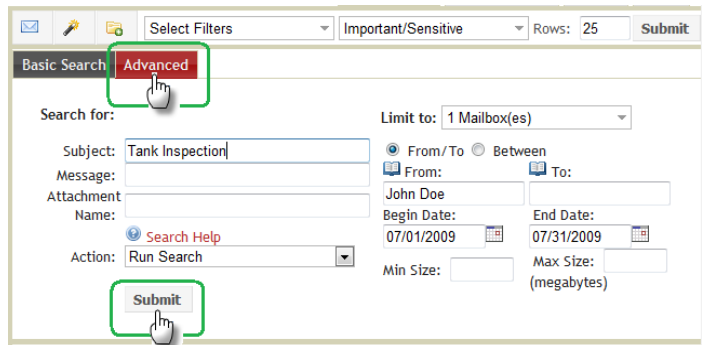 Select Filters Important/Sensitive Rows: 25 Submit
Basic Search Advanced
Search for: Limit to: 1 Mailbox(es)
Subject: Tank Inspection From/To Between
Message: From: To:
Attachment Name: John Doe
Begin Date: End Date:
Search Help 07/01/2009 07/31/2009
Action: Run Search Min Size: Max Size:
(megabytes)
Submit